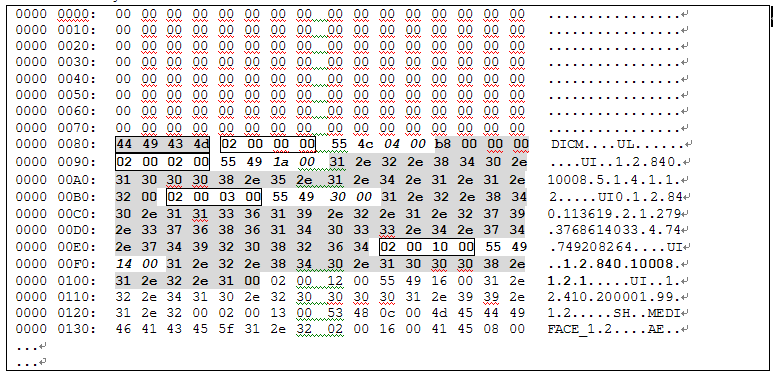 0000 0000: 00 00 00 00 00 00 00 00 00 00 00 00 00 00 00 00 ................
0000 0010: 00 00 00 00 00 00 00 00 00 00 00 00 00 00 00 00 ................
0000 0020: 00 00 00 00 00 00 00 00 00 00 00 00 00 00 00 00 ................
0000 0030: 00 00 00 00 00 00 00 00 00 00 00 00 00 00 00 00 ................
0000 0040: 00 00 00 00 00 00 00 00 00 00 00 00 00 00 00 00 ................
0000 0050: 00 00 00 00 00 00 00 00 00 00 00 00 00 00 00 00 ................
0000 0060: 00 00 00 00 00 00 00 00 00 00 00 00 00 00 00 00 ................
0000 0070: 00 00 00 00 00 00 00 00 00 00 00 00 00 00 00 00 ................
0000 0080: 44 49 43 4d 02 00 00 00 55 4c 04 00 b8 00 00 00 DICM....UL......
0000 0090: 02 00 02 00 55 49 1a 00 31 2e 32 2e 38 34 30 2e ....UI..1.2.840.
0000 00A0: 31 30 30 30 38 2e 35 2e 31 2e 34 2e 31 2e 31 2e 10008.5.1.4.1.1
0000 00B0: 32 00 02 00 03 00 55 49 30 00 31 2e 32 2e 38 34 2.....UI0.1.2.84
0000 00C0: 30 2e 31 31 33 36 31 39 2e 32 2e 31 2e 32 37 39 0.113619.2.1.279
0000 00D0: 2e 33 37 36 38 36 31 34 30 33 33 2e 34 2e 37 34 .3768614033.4.74
0000 00E0: 2e 37 34 39 32 30 38 32 36 34 02 00 10 00 55 49 .749208264....UI
0000 00F0: 14 00 31 2e 32 2e 38 34 30 2e 31 30 30 30 38 2e ..1.2.840.10008.
0000 0100: 31 2e 32 2e 31 00 02 00 12 00 55 49 16 00 31 2e 1.2.1.....UI..1
0000 0110: 32 2e 34 31 30 2e 32 30 30 30 30 31 2e 39 39 2e 2.410.200001.99.
0000 0120: 31 2e 32 00 02 00 13 00 53 48 0c 00 4d 45 44 49 1.2.....SH..MEDI
0000 0130: 46 41 43 45 5f 31 2e 32 02 00 16 00 41 45 08 00 FACE_1.2....AE..
...
...